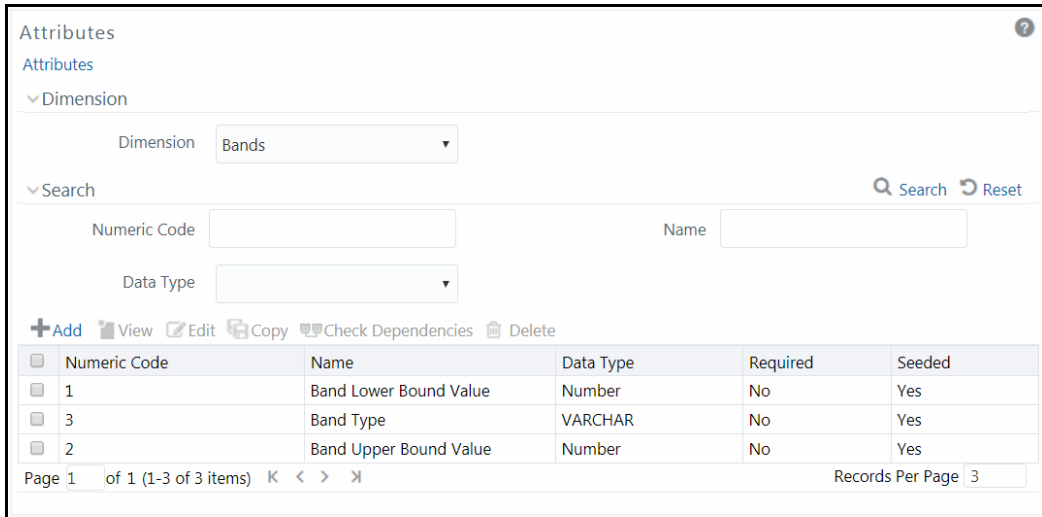 Attributes
?
Attributes
Dimension
Dimension Bands
Search Search Reset
Numeric Code Name
Data Type
Add View Edit Copy Check Dependencies Delete
Numeric Code Name Data Type Required Seeded
1 Band Lower Bound Value Number No Yes
3 Band Type VARCHAR No Yes
2 Band Upper Bound Value Number No Yes
Page 1 of 1 (1-3 of 3 items) Records Per Page 3